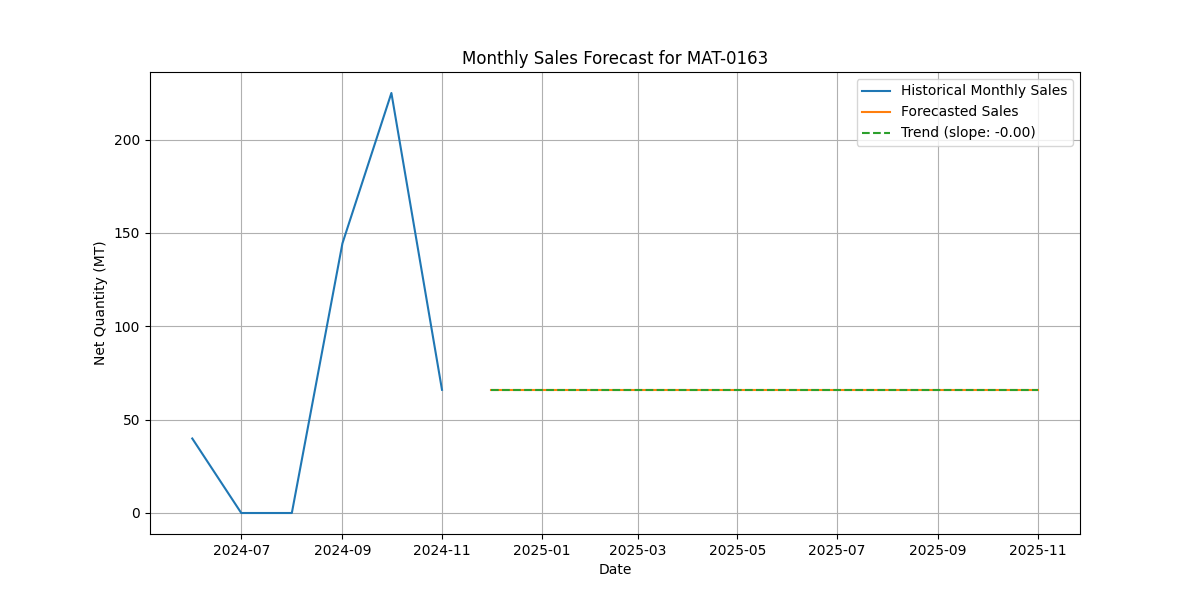 Monthly Sales Forecast for MAT-0163
Historical Monthly Sales
Forecasted Sales
Trend (slope: -0.00)
Net Quantity (MT)
200
150
100
50
0
2024-07 2024-09 2024-11 2025-01 2025-03 2025-05 2025-07 2025-09 2025-11
Date